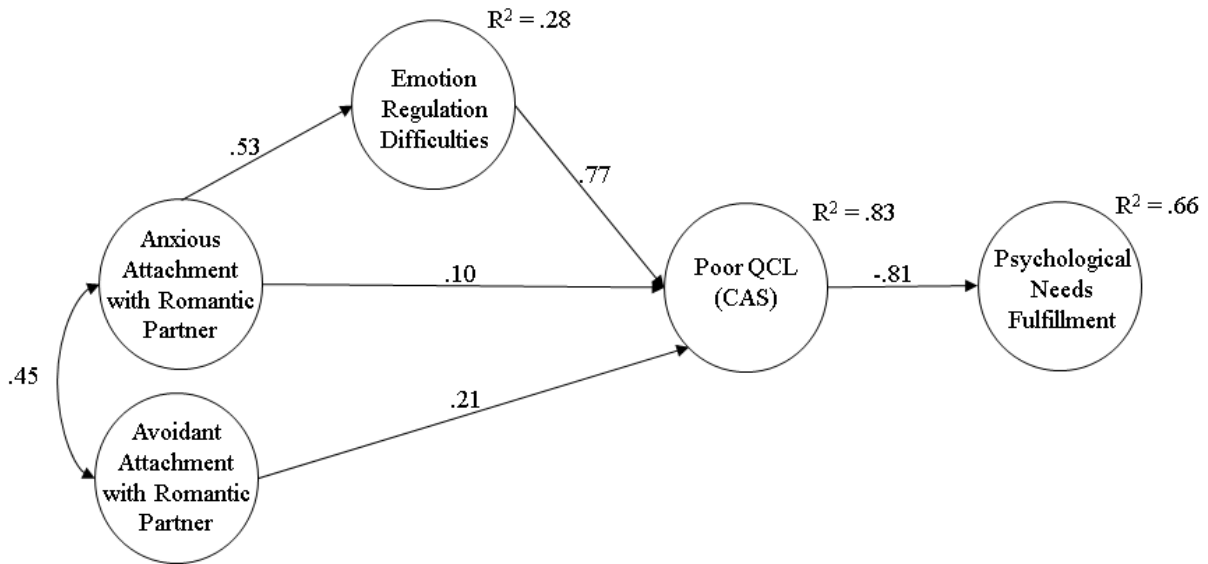 R² = .28
Emotion
Regulation
Difficulties
.53
.77
Anxious
Attachment
with Romantic
Partner
.10
R² = .83
Poor QCL
(CAS)
-.81
R² = .66
Psychological
Needs
Fulfillment
.45
.21
Avoidant
Attachment
with Romantic
Partner